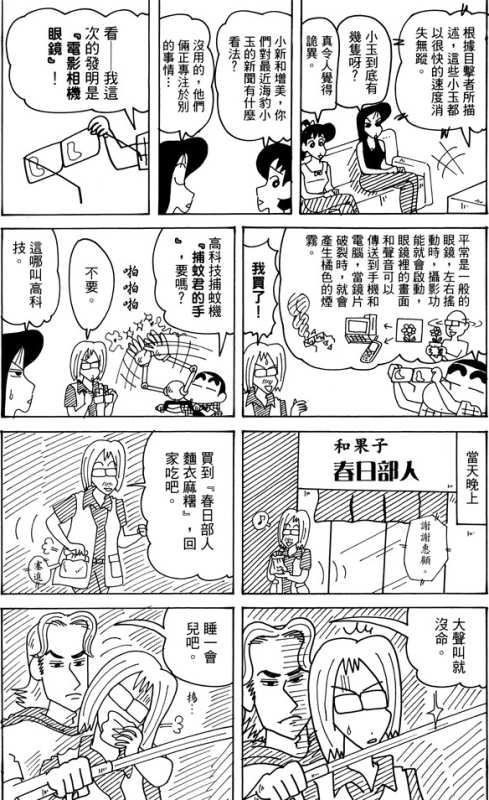 根據目擊者所描
述，這些小玉都
以很快的速度消
失無蹤。
小玉到底有
幾隻呀？
真令人覺得
詭異。
小新和增美，你
們對最近海豹小
玉的新聞有什麼
看法？
沒用的，他們
倆正專注於別
的事情…
看——我這
次的發明是
『電影相機
眼鏡』！
平常是一般的
眼鏡，左右搖
動時，攝影功
能就會啟動，
眼鏡裡的畫面
和聲音可以
傳送到手機和
電腦，當鏡片
破裂時，就會
產生橘色的煙
霧。
我買了！
高科技捕蚊機
『捕蚊君的手
』，要嗎？
啪啪啪
不要。
這哪叫高科
技。
當天晚上
和果子
春日部人
謝謝惠顧。
買到『春日部人
麵衣麻糬』，回
家吃吧。
塞進
大聲叫就
沒命。
睡一會
兒吧。